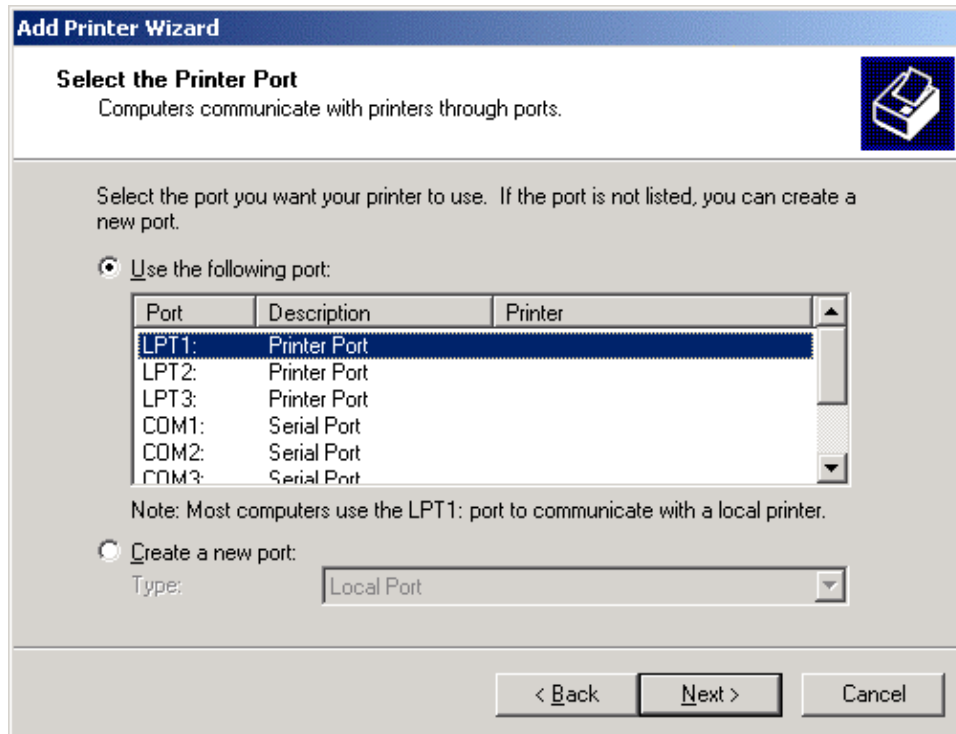 Add Printer Wizard
Select the Printer Port
Computers communicate with printers through ports.
Select the port you want your printer to use.  If the port is not listed, you can create a
new port.
Use the following port:
Port Description Printer
LPT1: Printer Port
LPT2: Printer Port
LPT3: Printer Port
COM1: Serial Port
COM2: Serial Port
COM3: Serial Port
Note: Most computers use the LPT1: port to communicate with a local printer.
Create a new port:
Type: Local Port
< Back Next > Cancel